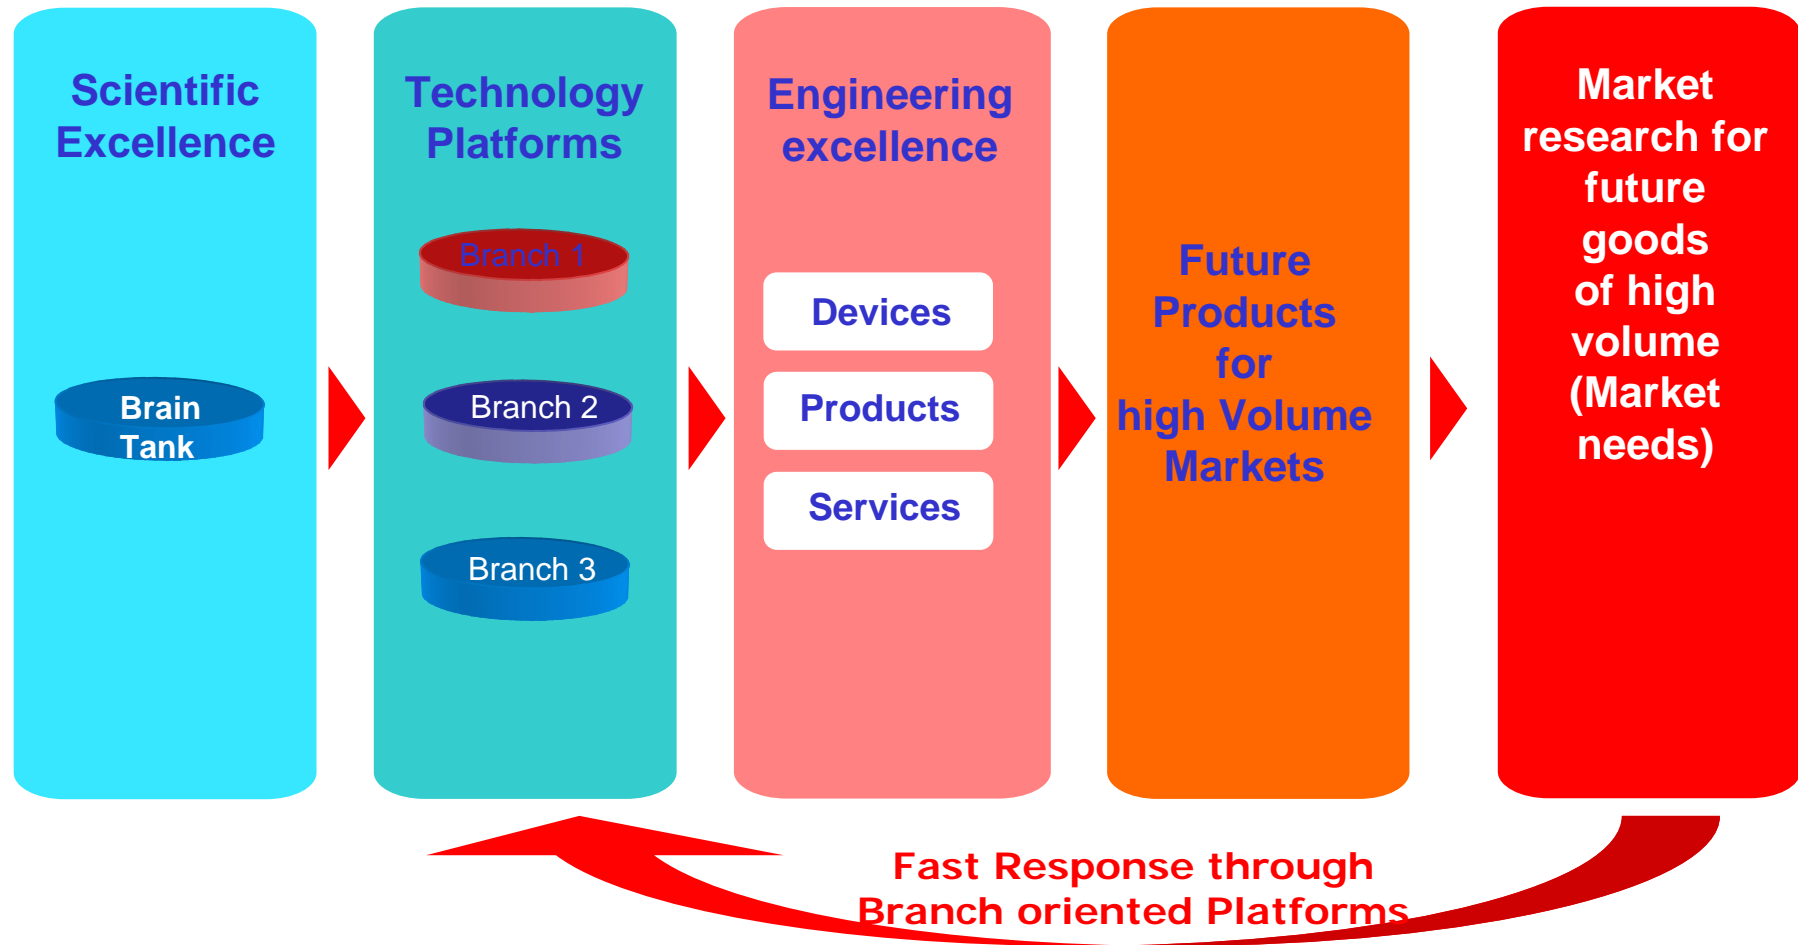 Scientific
Excellence
Brain
Tank
Technology
Platforms
Branch 1
Branch 2
Branch 3
Engineering
excellence
Devices
Products
Services
Future
Products
for
high Volume
Markets
Market
research for
future
goods
of high
volume
(Market
needs)
Fast Response through
Branch oriented Platforms